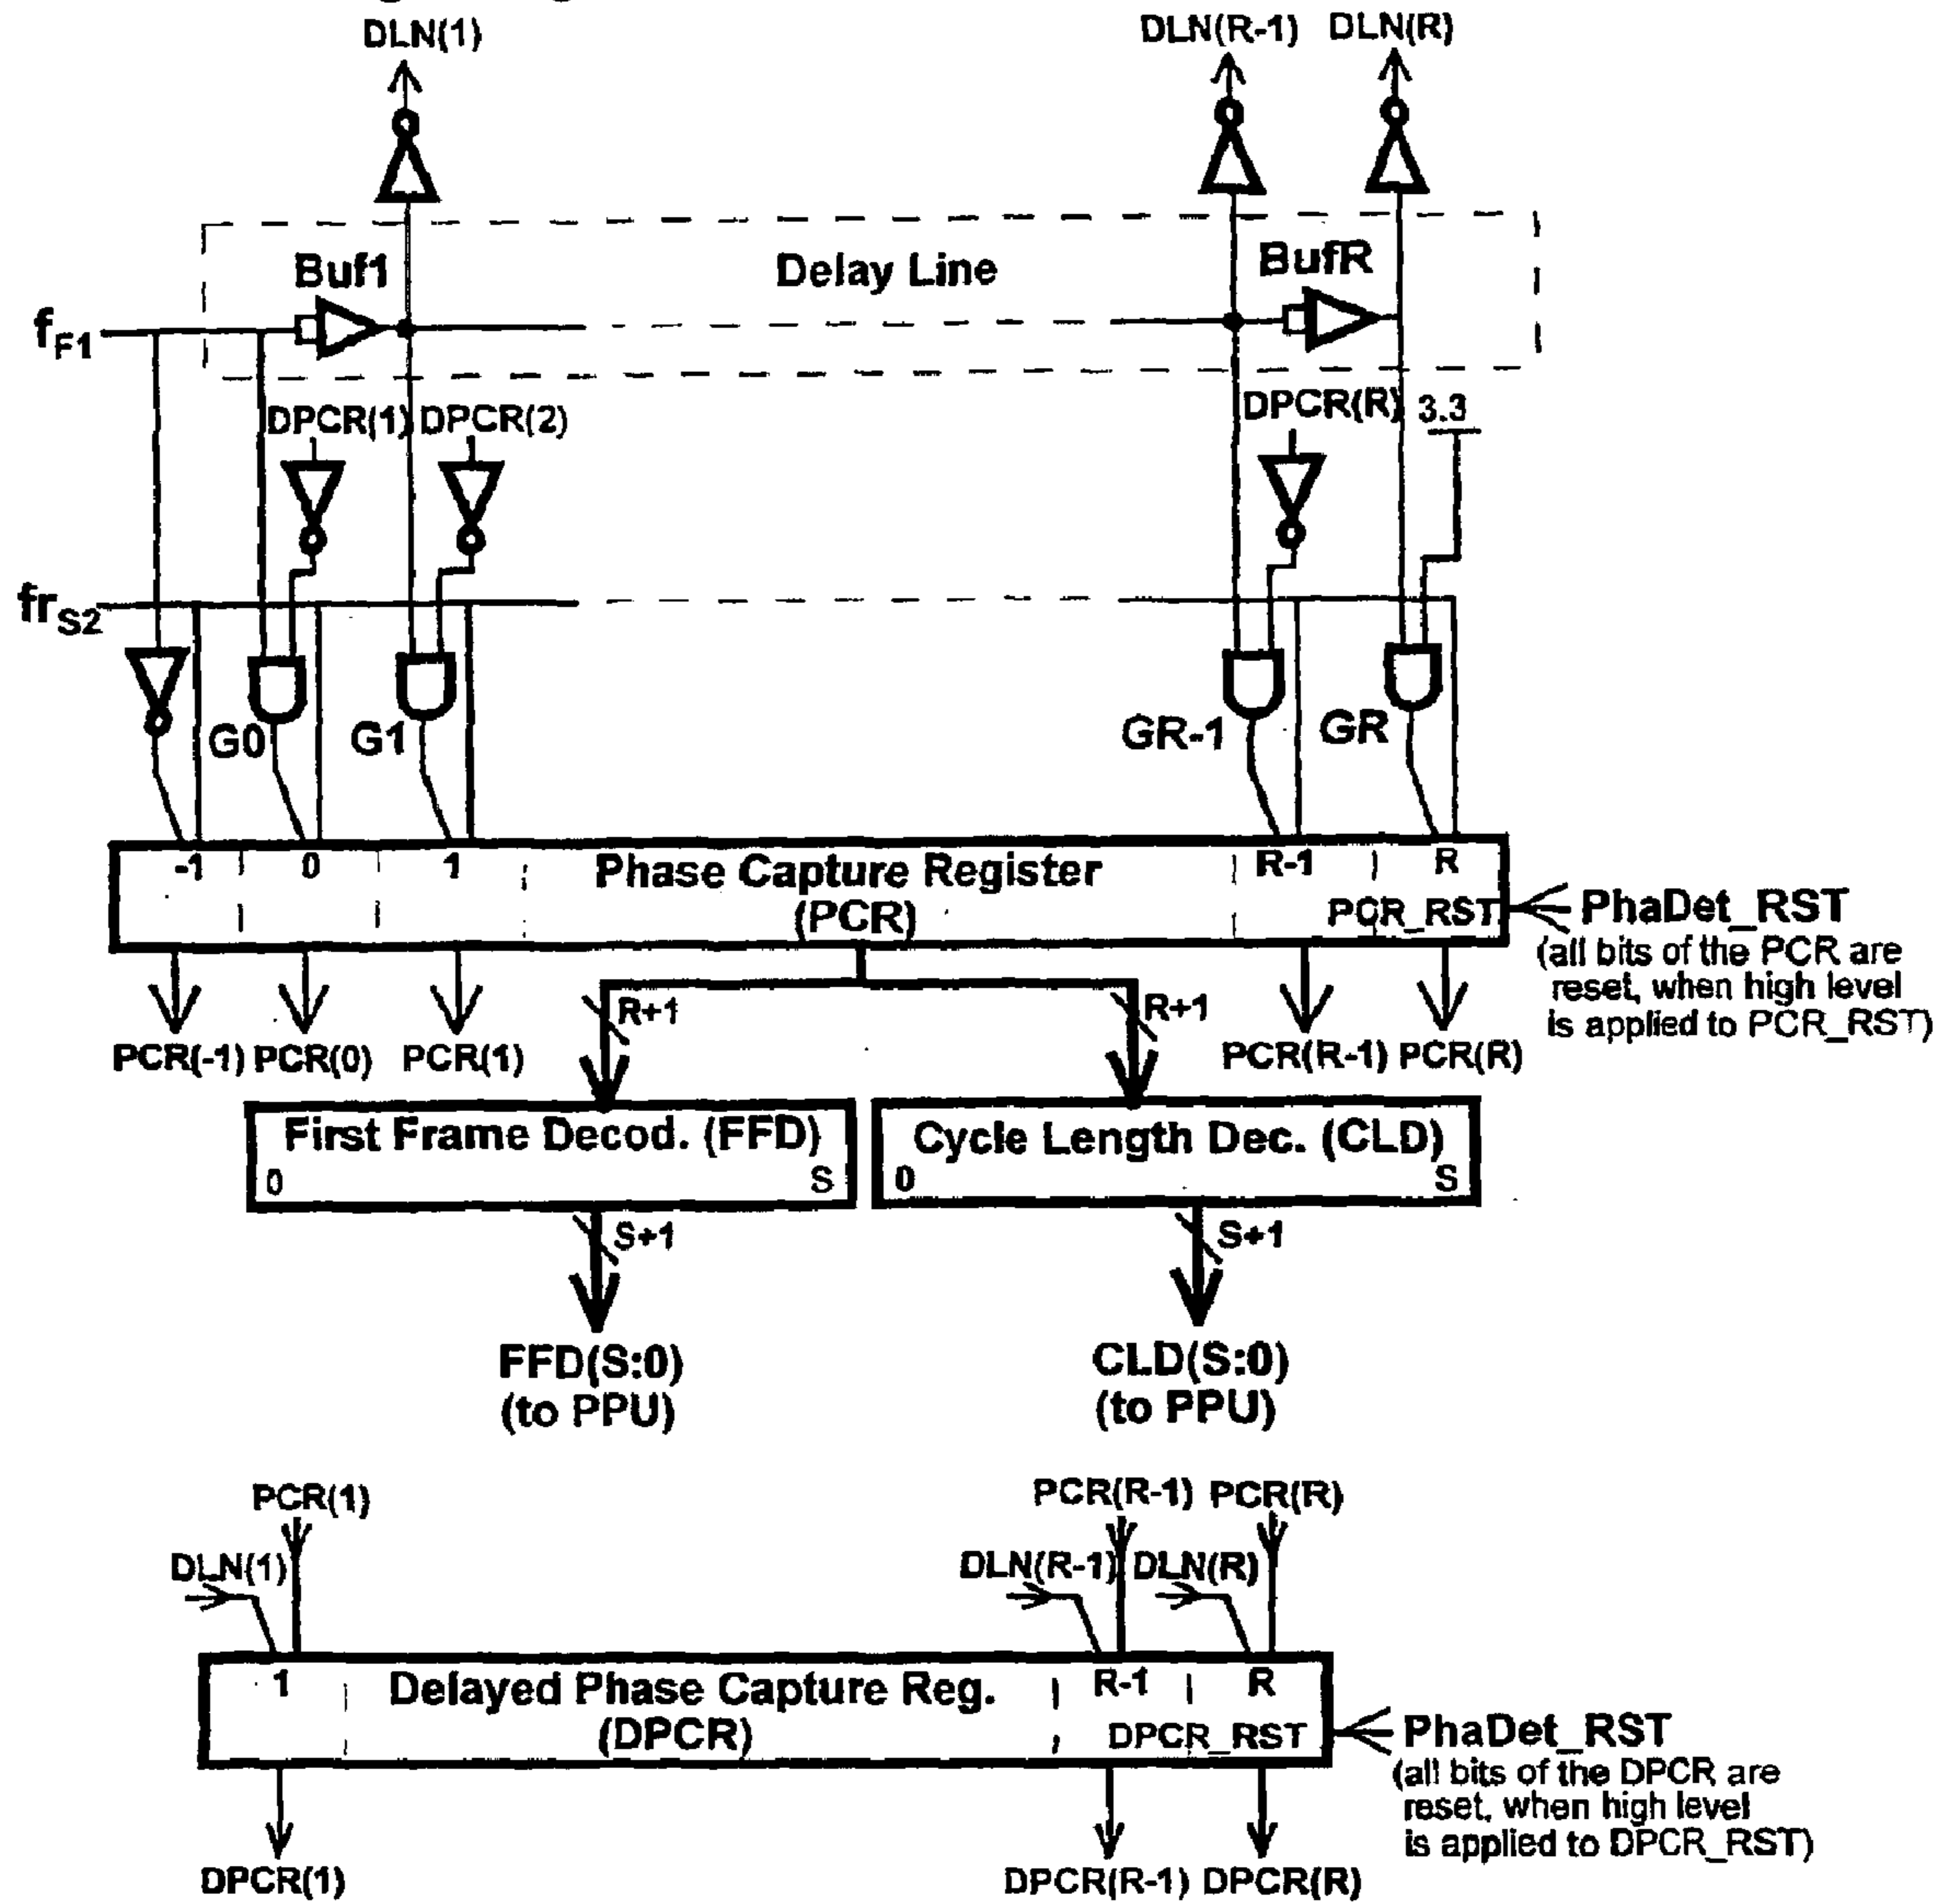 DLN(1) DLN(R-1) DLN(R)
Buf1 Delay Line BufR
fF1
DPCR(1) DPCR(2) DPCR(R) 3.3
frS2
G0 G1 GR-1 GR
-1 0 1 Phase Capture Register R-1 R
(PCR) PCR_RST PhaDet_RST
(all bits of the PCR are
reset, when high level
is applied to PCR_RST)
R+1 R+1
PCR(-1) PCR(0) PCR(1) PCR(R-1) PCR(R)
First Frame Decod. (FFD) Cycle Length Dec. (CLD)
0 S 0 S
S+1 S+1
FFD(S:0) CLD(S:0)
(to PPU) (to PPU)
PCR(1) PCR(R-1) PCR(R)
DLN(1) DLN(R-1) DLN(R)
1 Delayed Phase Capture Reg. R-1 R
(DPCR) DPCR_RST PhaDet_RST
(all bits of the DPCR are
reset, when high level
is applied to DPCR_RST)
DPCR(1) DPCR(R-1) DPCR(R)